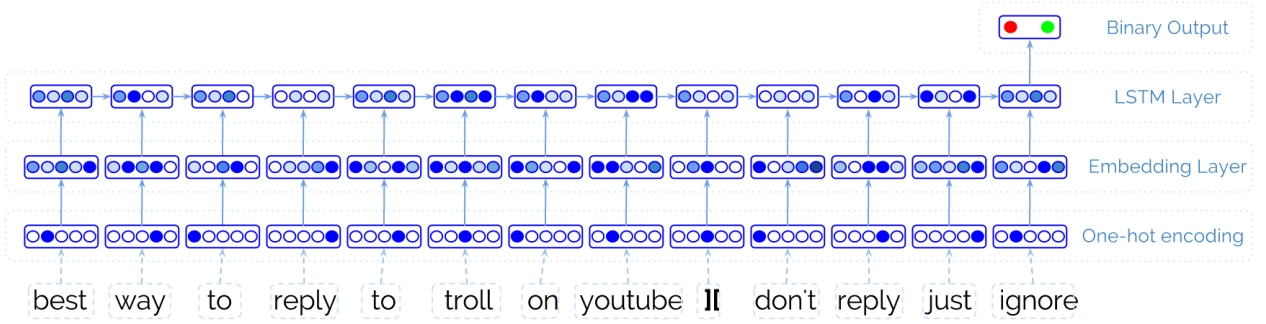 Binary Output
LSTM Layer
Embedding Layer
One-hot encoding
best way to reply to troll on youtube ][ don't reply just ignore